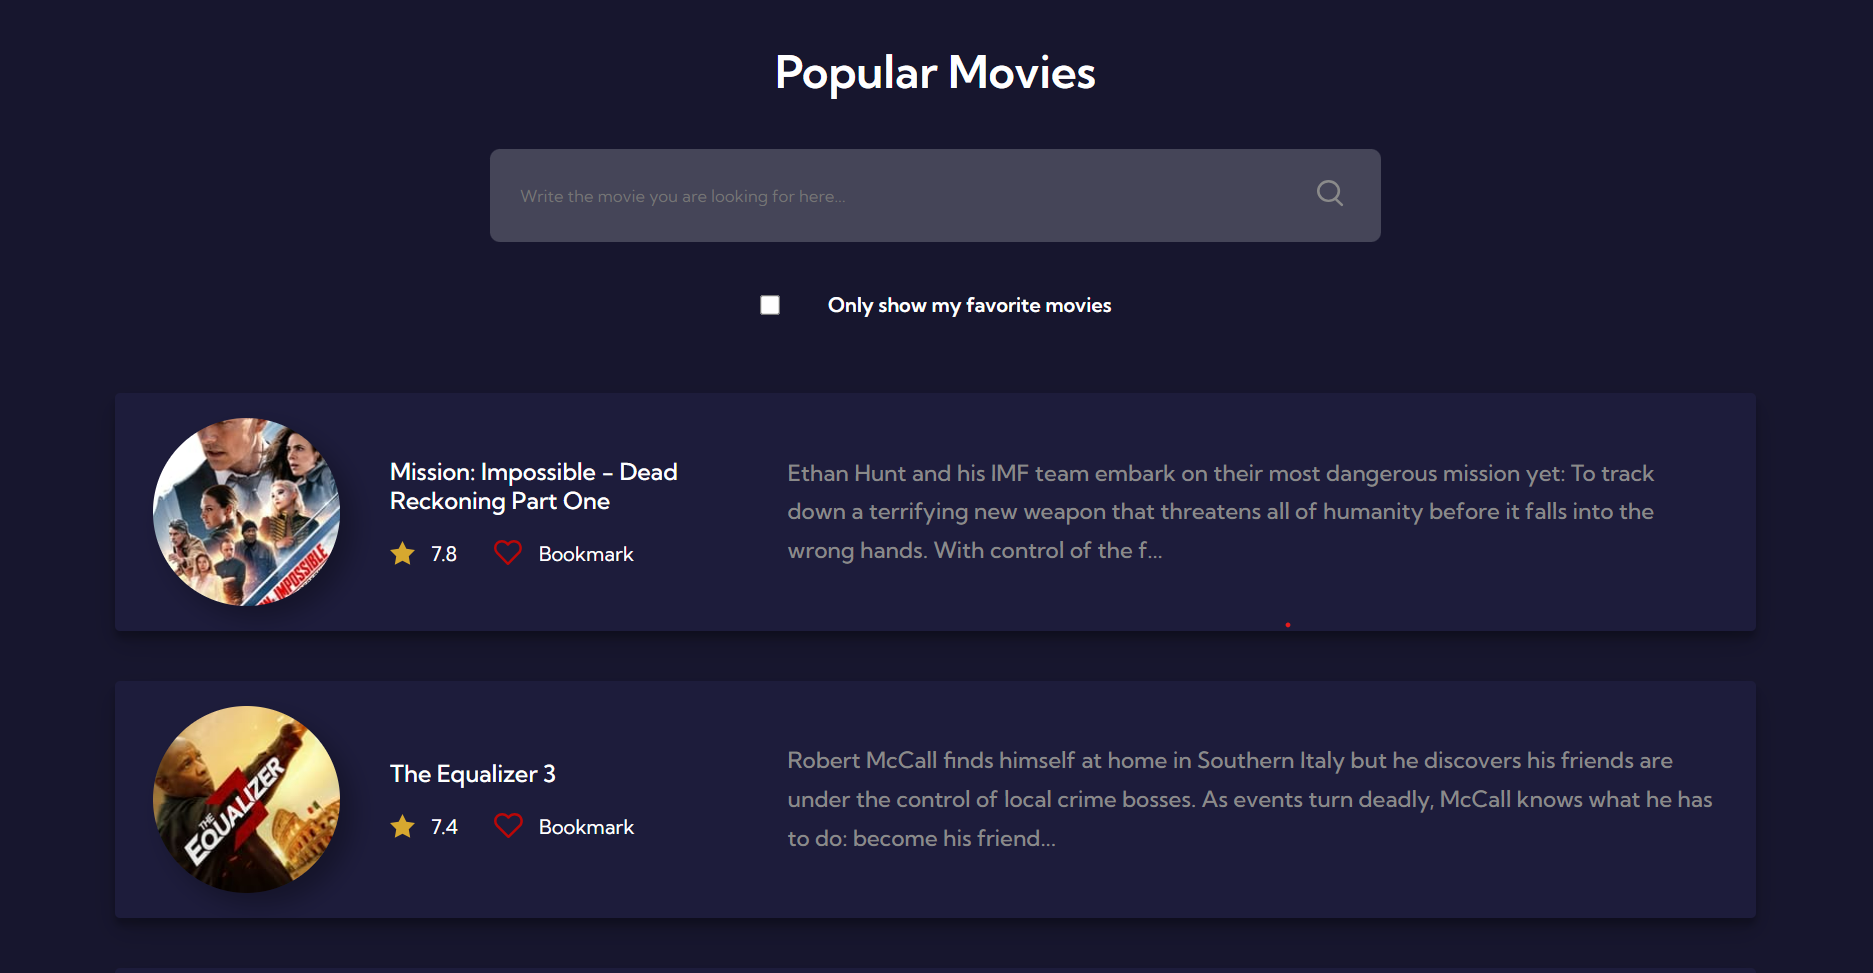 Popular Movies
Write the movie you are looking for here...
Only show my favorite movies
Mission: Impossible - Dead
Reckoning Part One
7.8 Bookmark
Ethan Hunt and his IMF team embark on their most dangerous mission yet: To track
down a terrifying new weapon that threatens all of humanity before it falls into the
wrong hands. With control of the f...
IMPOSSIBLE
The Equalizer 3
7.4 Bookmark
Robert McCall finds himself at home in Southern Italy but he discovers his friends are
under the control of local crime bosses. As events turn deadly, McCall knows what he has
to do: become his friend...
THE
EQUALIZER
3